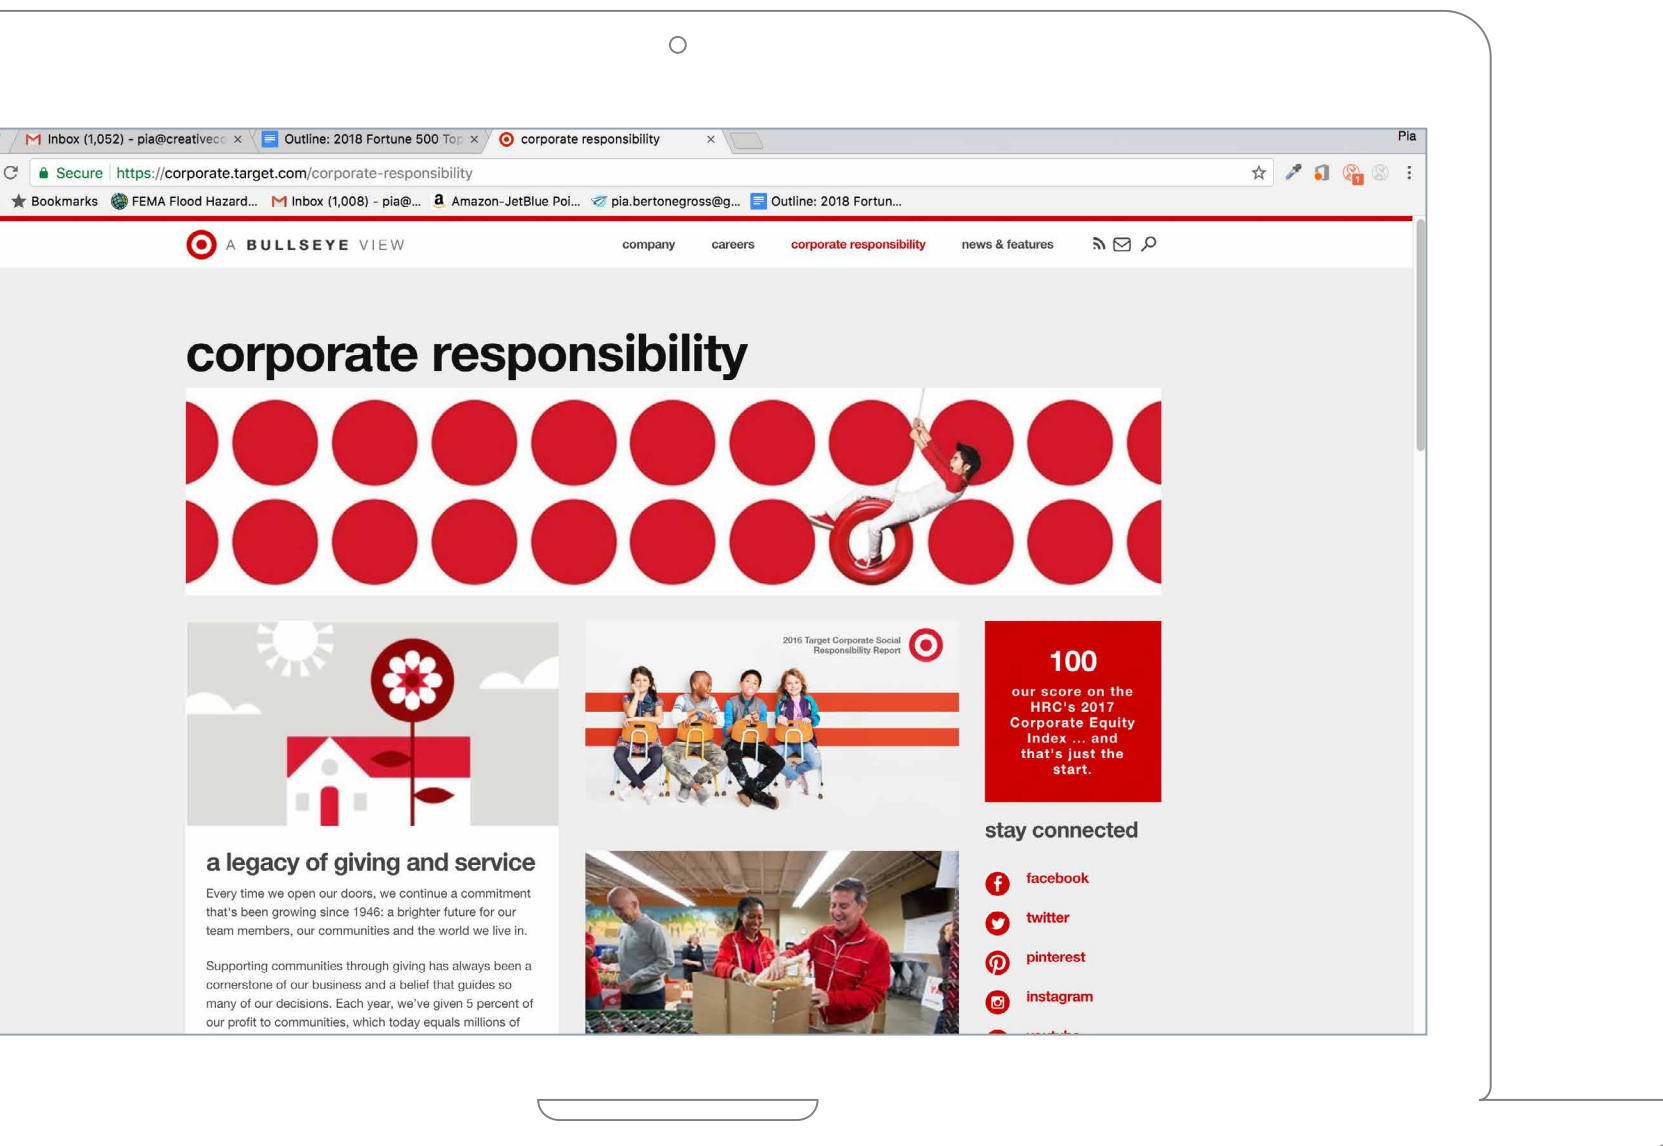 Inbox (1,052) - pia@creativeco
Outline: 2018 Fortune 500 Top
corporate responsibility
Pia
Secure https://corporate.target.com/corporate-responsibility
1
Bookmarks FEMA Flood Hazard... Inbox (1,008) - pia@... a Amazon-JetBlue Poi... pia.bertonegross@g... Outline: 2018 Fortun...
A BULLSEYE VIEW
company careers corporate responsibility news & features
corporate responsibility
2016 Target Corporate Social
Responsibility Report
a legacy of giving and service
Every time we open our doors, we continue a commitment
that's been growing since 1946: a brighter future for our
team members, our communities and the world we live in.
Supporting communities through giving has always been a
cornerstone of our business and a belief that guides so
many of our decisions. Each year, we've given 5 percent of
our profit to communities, which today equals millions of
100
our score on the
HRC's 2017
Corporate Equity
Index ... and
that's just the
start.
stay connected
facebook
twitter
pinterest
instagram